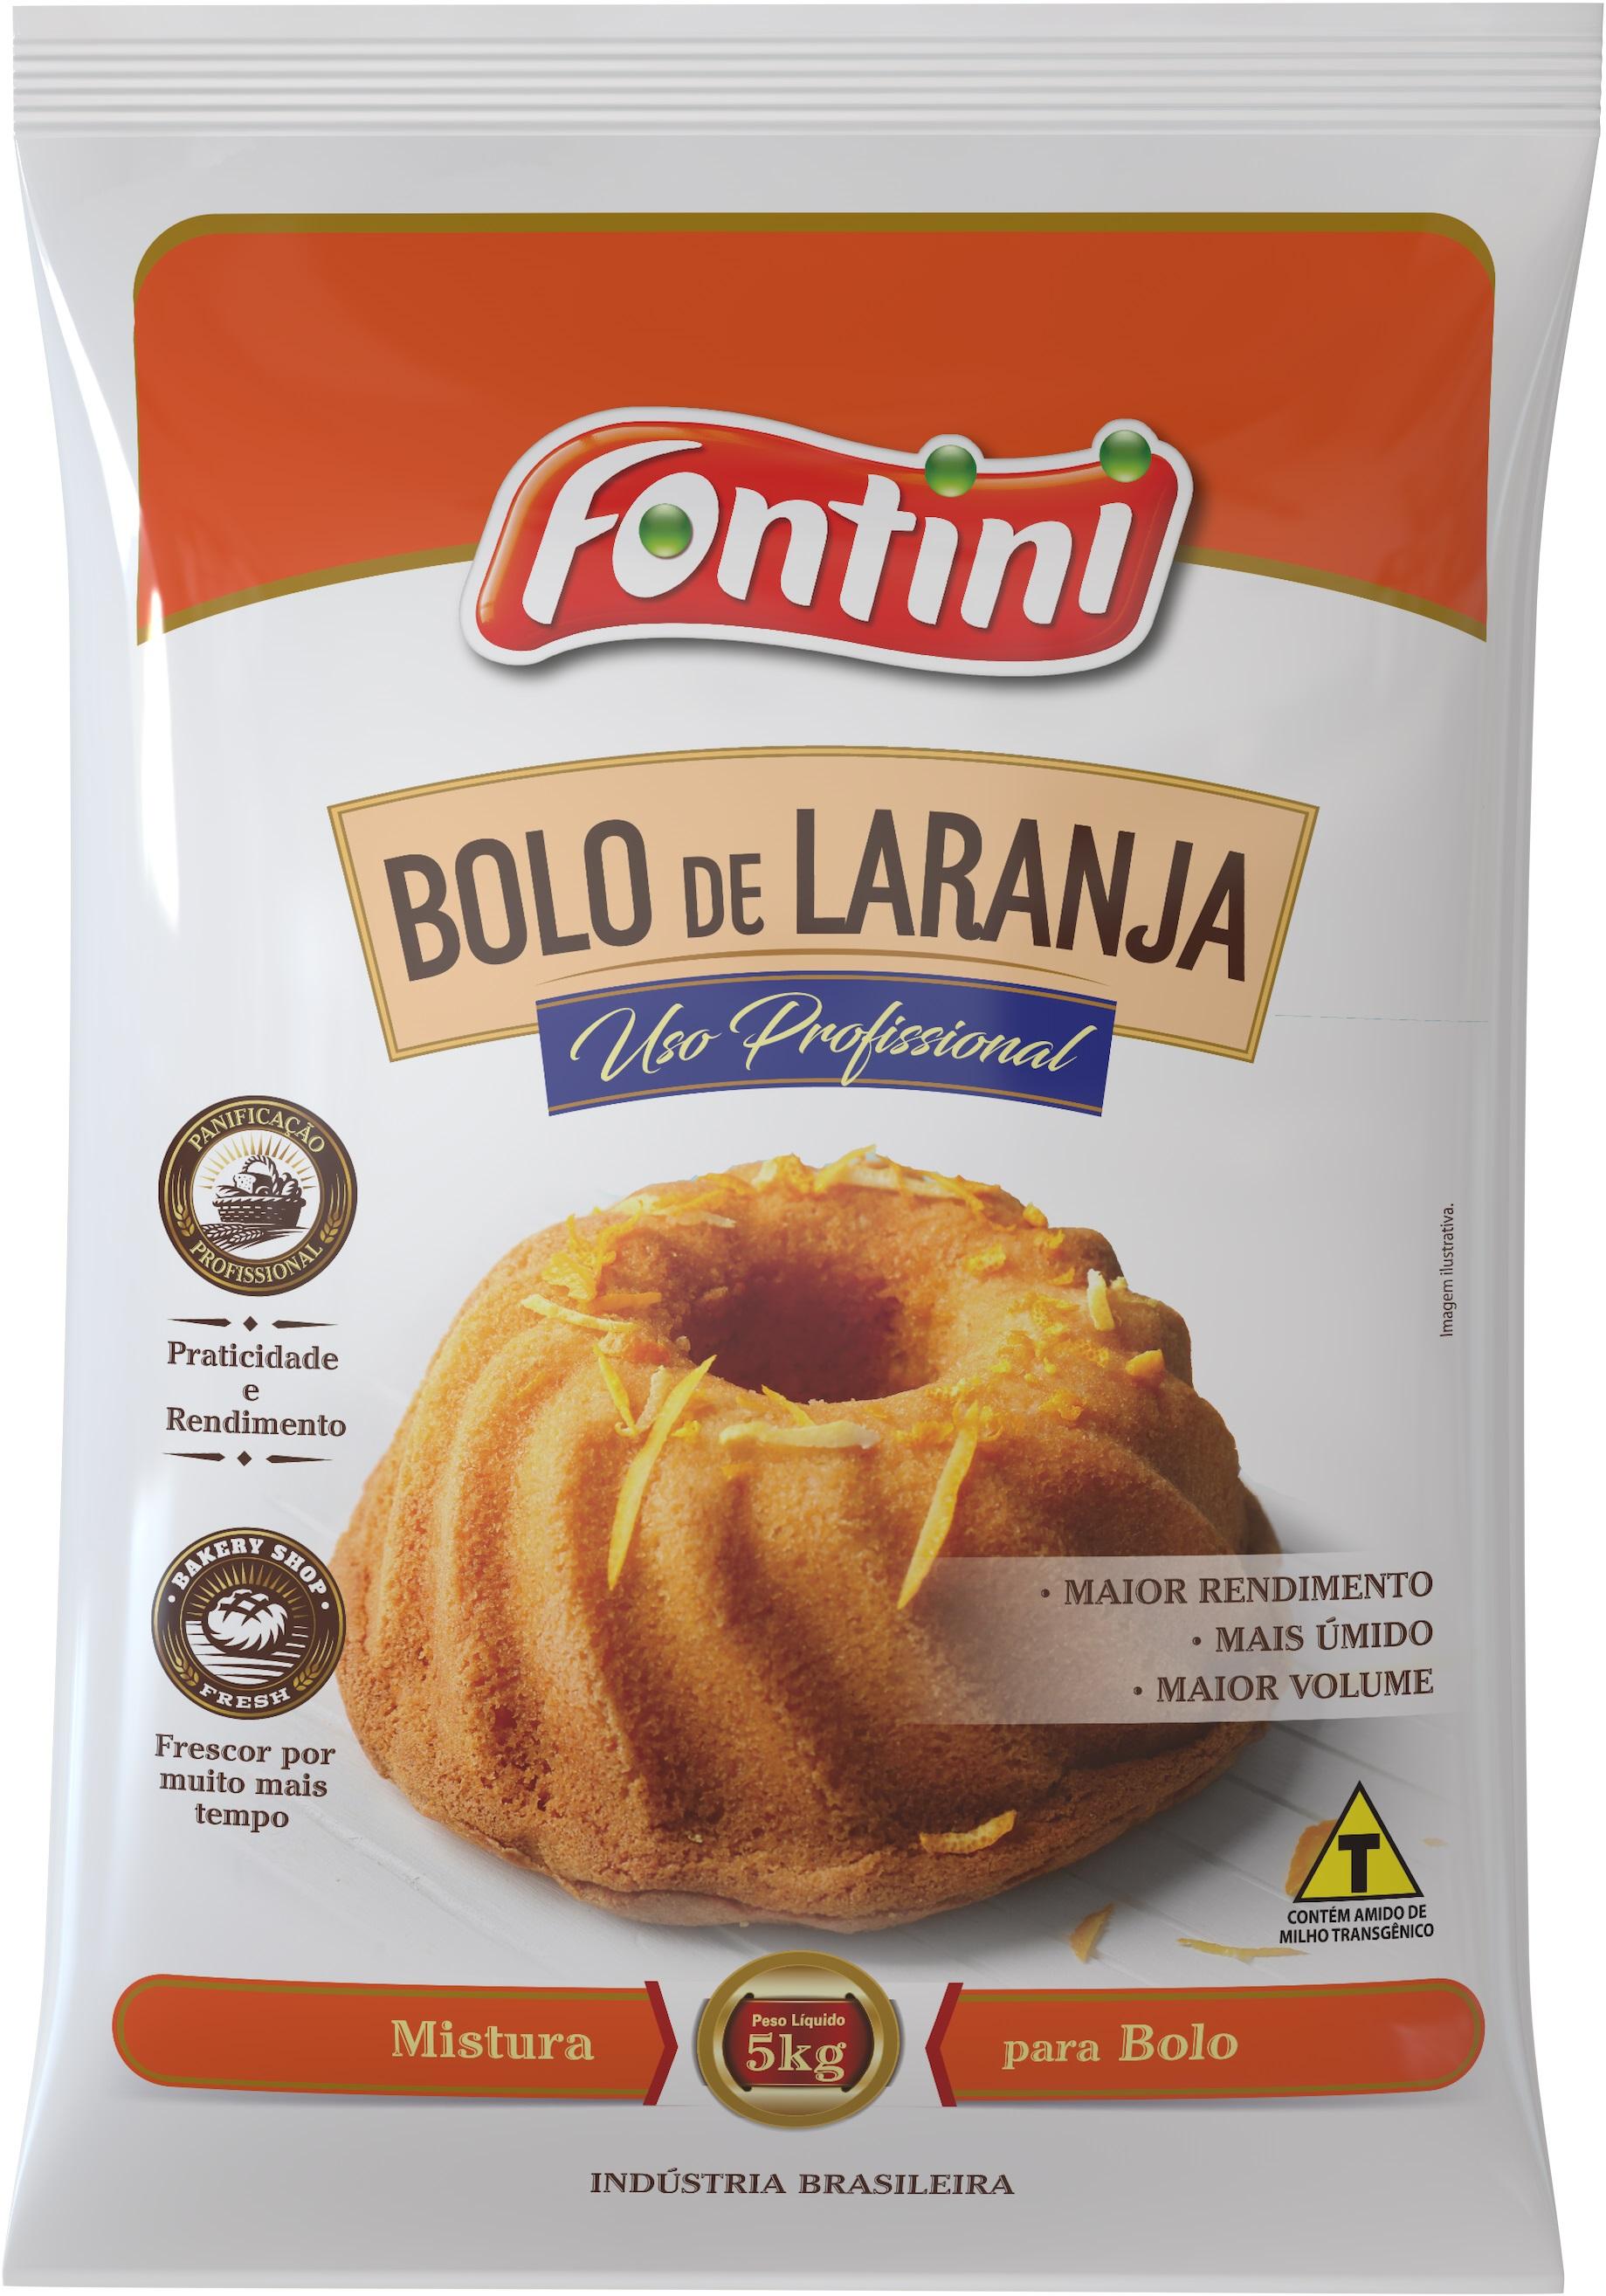 Fontini
BOLO DE LARANJA
Uso Profissional
PANIFICAÇÃO
PROFISSIONAL
Praticidade
e
Rendimento
BAKERY SHOP
FRESH
Frescor por
muito mais
tempo
Imagem ilustrativa.
• MAIOR RENDIMENTO
• MAIS ÚMIDO
• MAIOR VOLUME
T
CONTÉM AMIDO DE
MILHO TRANSGÊNICO
Mistura
Peso Líquido
5kg
para Bolo
INDÚSTRIA BRASILEIRA